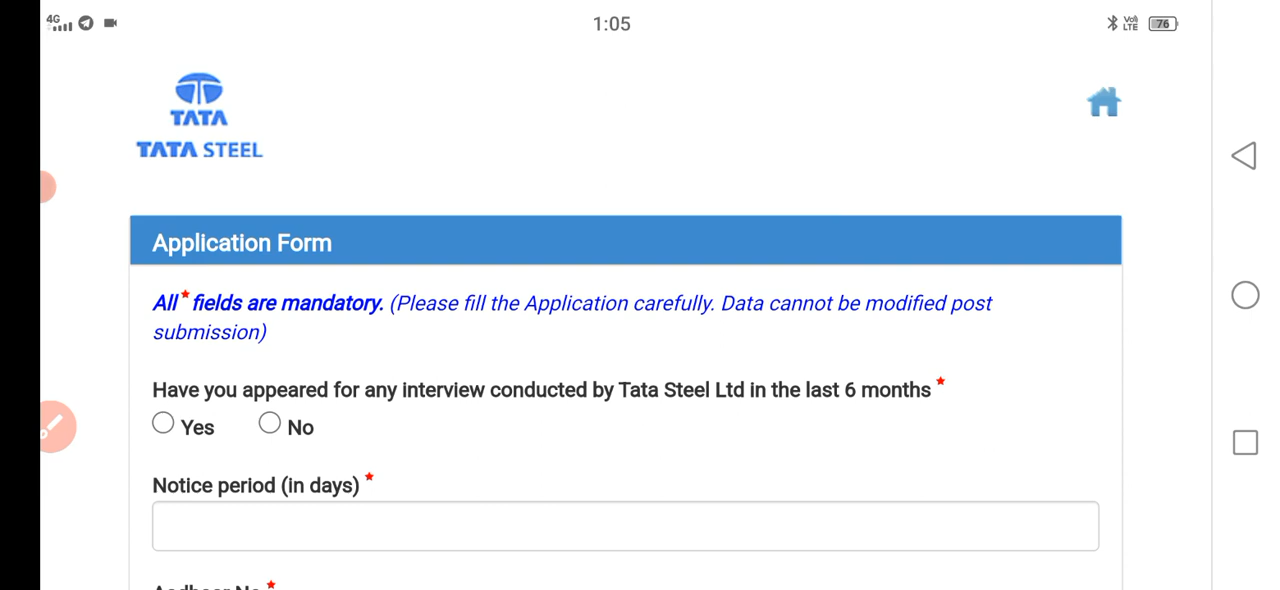 4G 1:05 Vo) LTE 76
TATA
TATA STEEL
Application Form
All * fields are mandatory. (Please fill the Application carefully. Data cannot be modified post
submission)
Have you appeared for any interview conducted by Tata Steel Ltd in the last 6 months *
Yes No
Notice period (in days) *